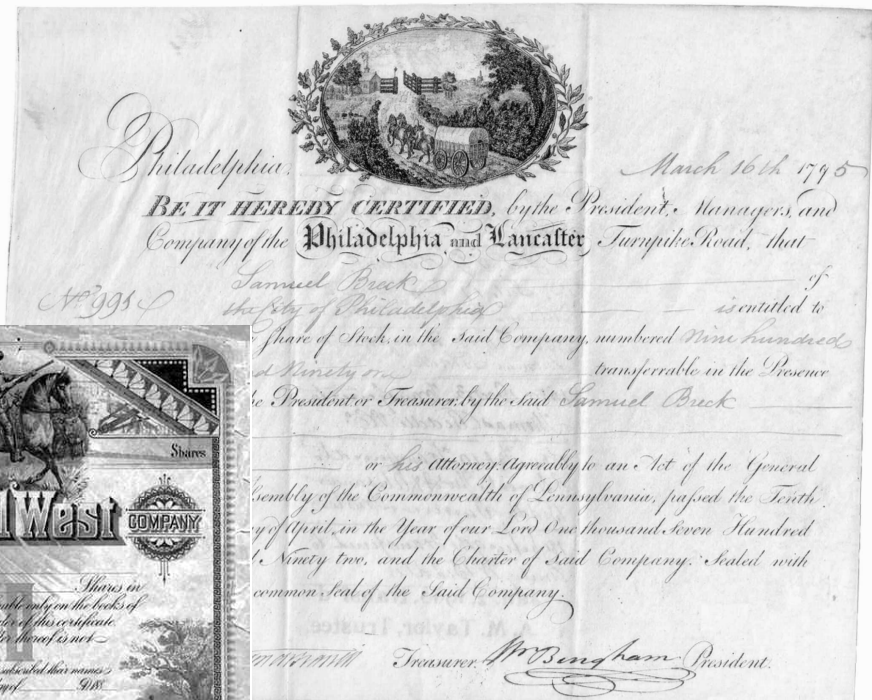 Philadelphia, March 16th 1795
BE IT HEREBY CERTIFIED, by the President, Managers, and
Company of the Philadelphia and Lancaster Turnpike Road, that
Samuel Breck of
No. 991 the City of Philadelphia is entitled to
Share of Stock, in the said Company, numbered nine hundred
Ninety one transferrable in the Presence
President or Treasurer, by the said Samuel Breck
or his Attorney, Agreeably to an Act of the General
of the Commonwealth of Pennsylvania, passed the Tenth
of April, in the Year of our Lord One thousand Seven Hundred
Ninety two, and the Charter of Said Company. Sealed with
common Seal of the Said Company.
Treasurer. Wm Bingham President.
M. Taylor, Trustee.
Shares
West COMPANY
Shares in
only on the books of
of this certificate
thereof is not
subscribed their names
of 188